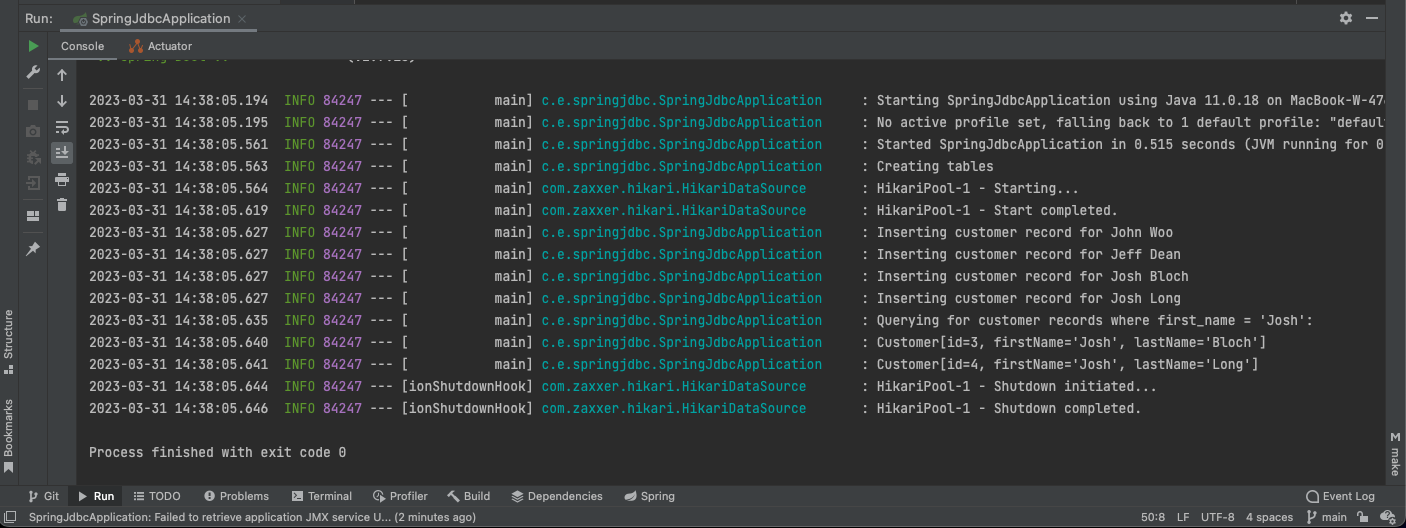 Run: SpringJdbcApplication
Console Actuator
2023-03-31 14:38:05.194 INFO 84247 --- [ main] c.e.springjdbc.SpringJdbcApplication : Starting SpringJdbcApplication using Java 11.0.18 on MacBook-W-47
2023-03-31 14:38:05.195 INFO 84247 --- [ main] c.e.springjdbc.SpringJdbcApplication : No active profile set, falling back to 1 default profile: "defaul
2023-03-31 14:38:05.561 INFO 84247 --- [ main] c.e.springjdbc.SpringJdbcApplication : Started SpringJdbcApplication in 0.515 seconds (JVM running for 0
2023-03-31 14:38:05.563 INFO 84247 --- [ main] c.e.springjdbc.SpringJdbcApplication : Creating tables
2023-03-31 14:38:05.564 INFO 84247 --- [ main] com.zaxxer.hikari.HikariDataSource : HikariPool-1 - Starting...
2023-03-31 14:38:05.619 INFO 84247 --- [ main] com.zaxxer.hikari.HikariDataSource : HikariPool-1 - Start completed.
2023-03-31 14:38:05.627 INFO 84247 --- [ main] c.e.springjdbc.SpringJdbcApplication : Inserting customer record for John Woo
2023-03-31 14:38:05.627 INFO 84247 --- [ main] c.e.springjdbc.SpringJdbcApplication : Inserting customer record for Jeff Dean
2023-03-31 14:38:05.627 INFO 84247 --- [ main] c.e.springjdbc.SpringJdbcApplication : Inserting customer record for Josh Bloch
2023-03-31 14:38:05.627 INFO 84247 --- [ main] c.e.springjdbc.SpringJdbcApplication : Inserting customer record for Josh Long
2023-03-31 14:38:05.635 INFO 84247 --- [ main] c.e.springjdbc.SpringJdbcApplication : Querying for customer records where first_name = 'Josh':
2023-03-31 14:38:05.640 INFO 84247 --- [ main] c.e.springjdbc.SpringJdbcApplication : Customer[id=3, firstName='Josh', lastName='Bloch']
2023-03-31 14:38:05.641 INFO 84247 --- [ main] c.e.springjdbc.SpringJdbcApplication : Customer[id=4, firstName='Josh', lastName='Long']
2023-03-31 14:38:05.644 INFO 84247 --- [ionShutdownHook] com.zaxxer.hikari.HikariDataSource : HikariPool-1 - Shutdown initiated...
2023-03-31 14:38:05.646 INFO 84247 --- [ionShutdownHook] com.zaxxer.hikari.HikariDataSource : HikariPool-1 - Shutdown completed.
Process finished with exit code 0
Structure
Bookmarks
make
Git Run TODO Problems Terminal Profiler Build Dependencies Spring Event Log
SpringJdbcApplication: Failed to retrieve application JMX service U... (2 minutes ago) 50:8 LF UTF-8 4 spaces main